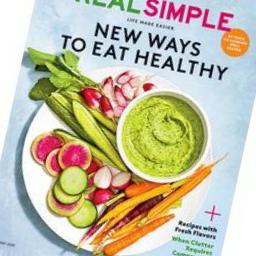 REAL SIMPLE
LIFE MADE EASIER
NEW WAYS
TO EAT HEALTHY
+
Recipes with
Fresh Flavors
When Clutter
Requires